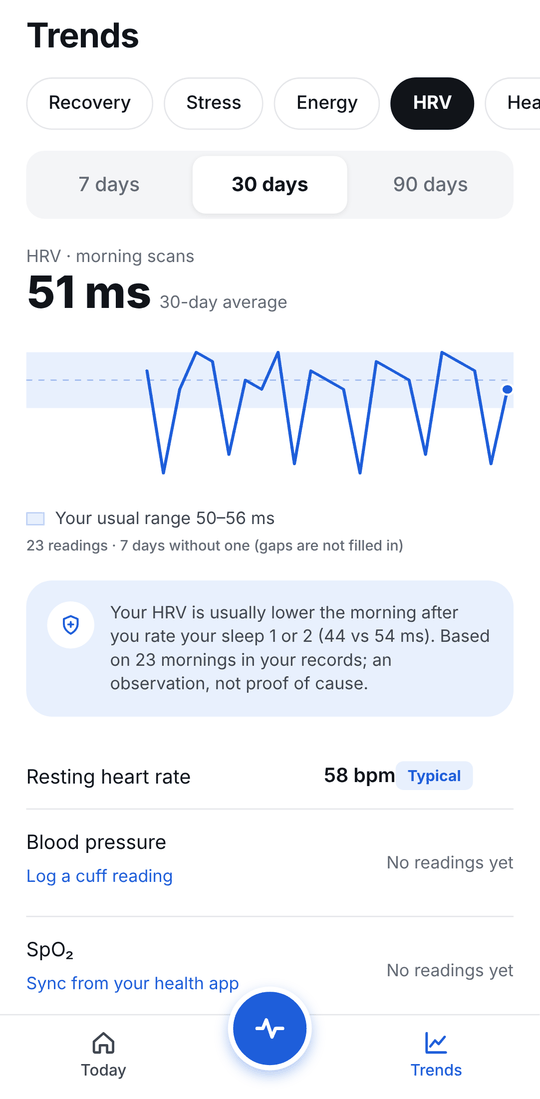 Trends
Recovery
Stress
Energy
HRV
Hea
7 days
30 days
90 days
HRV · morning scans
51 ms 30-day average
Your usual range 50–56 ms
23 readings · 7 days without one (gaps are not filled in)
Your HRV is usually lower the morning after
you rate your sleep 1 or 2 (44 vs 54 ms). Based
on 23 mornings in your records; an
observation, not proof of cause.
Resting heart rate
58 bpm
Typical
Blood pressure
Log a cuff reading
No readings yet
SpO₂
Sync from your health app
No readings yet
Today
Trends